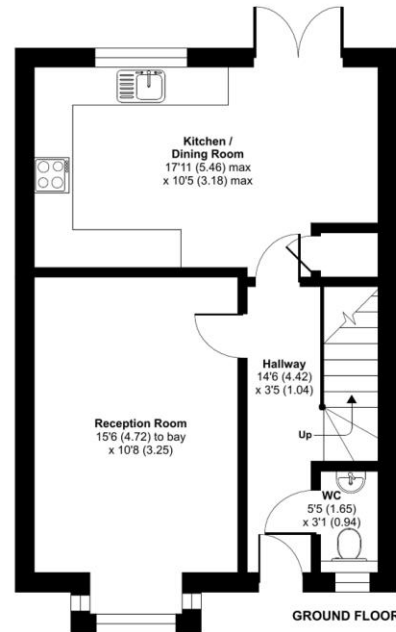 Kitchen /
Dining Room
17'11 (5.46) max
x 10'5 (3.18) max
Hallway
14'6 (4.42)
x 3'5 (1.04)
Reception Room
15'6 (4.72) to bay
x 10'8 (3.25)
Up
WC
5'5 (1.65)
x 3'1 (0.94)
GROUND FLOOR